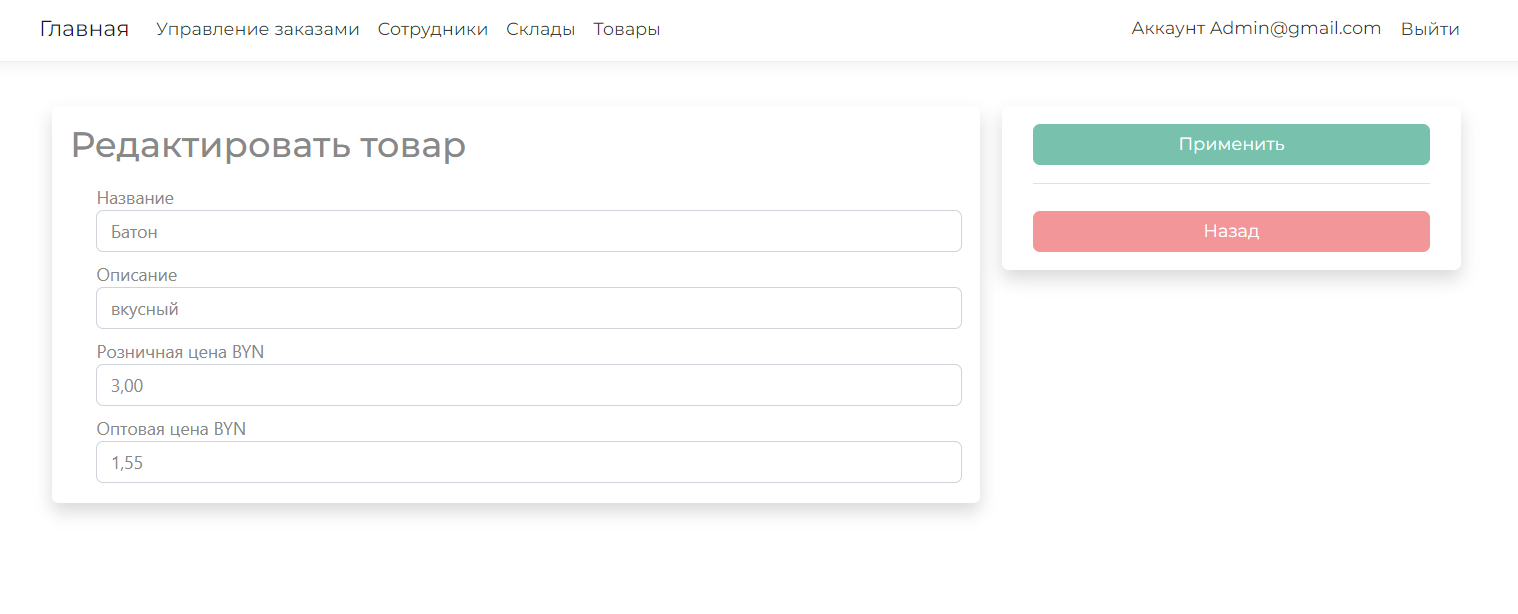 Главная Управление заказами Сотрудники Склады Товары Аккаунт Admin@gmail.com Выйти
Редактировать товар
Название
Батон
Описание
вкусный
Розничная цена BYN
3,00
Оптовая цена BYN
1,55
Применить
Назад